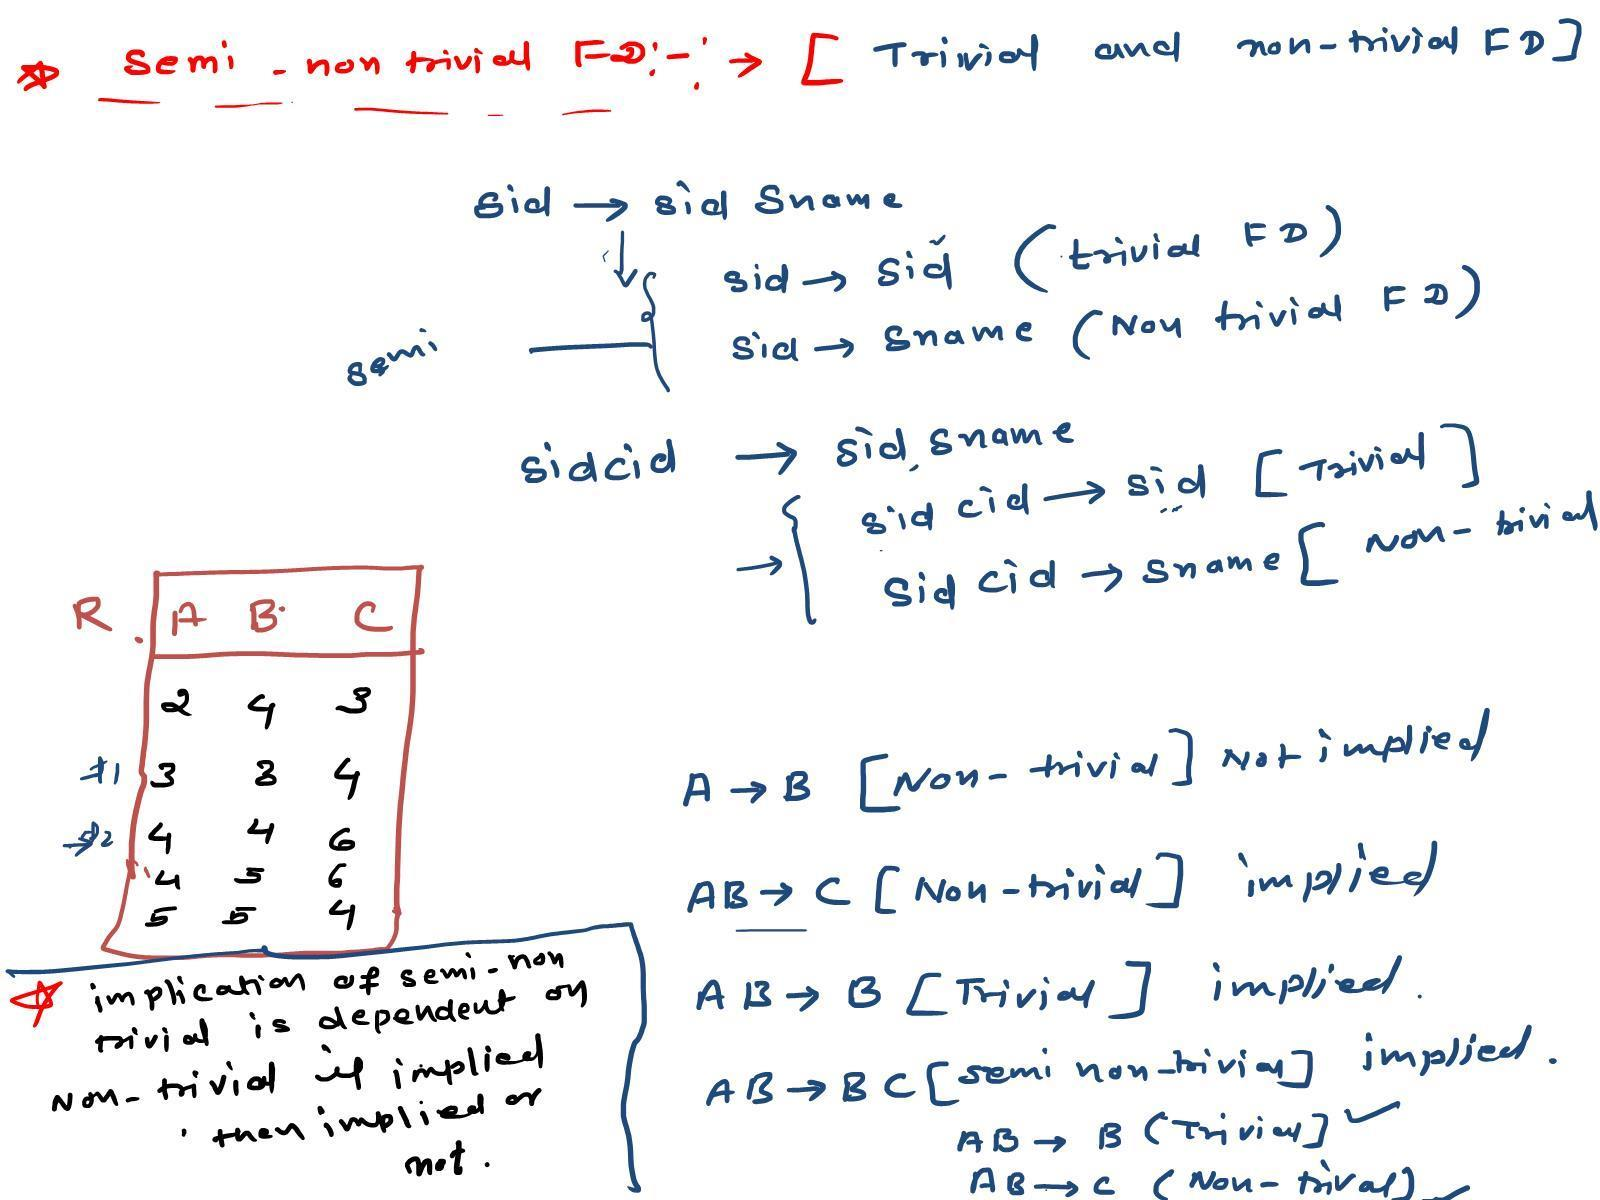 Semi - non trivial FD:-: → [ Trivial and non-trivial FD ]
Sid → sid Sname
sid → Sid (trivial FD)
semi
Sid → Sname (Non trivial FD)
sidcid → sid, sname
sid cid → sid [Trivial]
→ Sid cid → Sname [ Non-trivial
R. A B C
2 4 3
3 3 4
4 4 6
4 5 6
5 5 4
A → B [Non-trivial] Not implied
AB → C [Non-trivial] implied
AB → B [Trivial] implied.
AB → BC [semi non-trivial] implied.
AB → B (Trivial] ✓
AB → C (Non-trival)
implication of semi-non
trivial is dependent on
non-trivial if implied
then implied or
not.